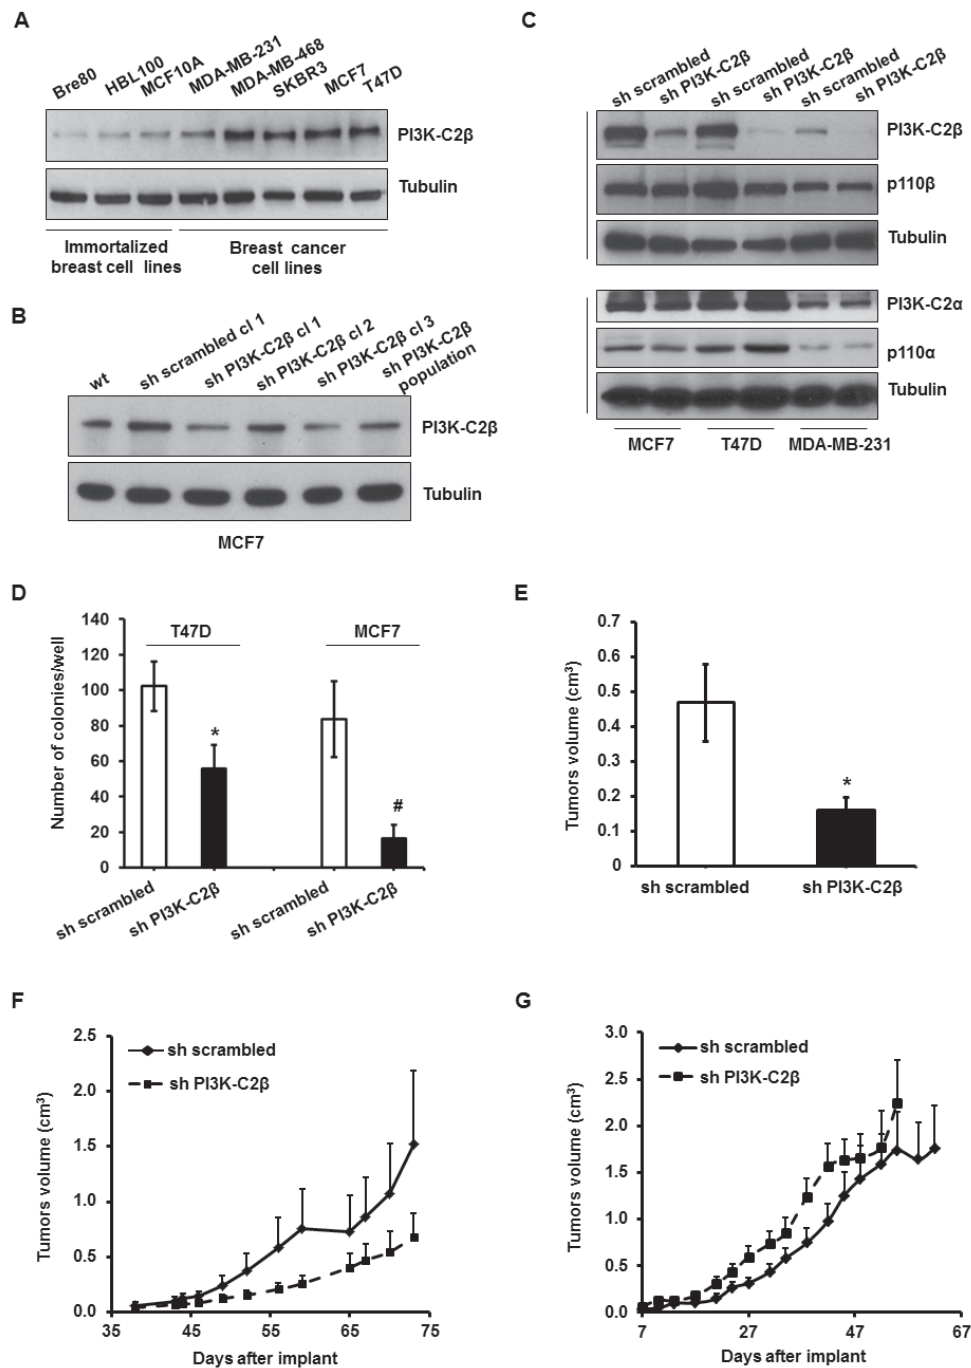 A
Bre80
HBL100
MCF10A
MDA-MB-231
MDA-MB-468
SKBR3
MCF7
T47D
PI3K-C2β
Tubulin
Immortalized
breast cell lines
Breast cancer
cell lines
B
wt
sh scrambled cl 1
sh PI3K-C2β cl 1
sh PI3K-C2β cl 2
sh PI3K-C2β cl 3
sh PI3K-C2β
population
PI3K-C2β
Tubulin
MCF7
C
sh scrambled
sh PI3K-C2β
sh scrambled
sh PI3K-C2β
sh scrambled
sh PI3K-C2β
PI3K-C2β
p110β
Tubulin
PI3K-C2α
p110α
Tubulin
MCF7
T47D
MDA-MB-231
D
Number of colonies/well
140
120
100
80
60
40
20
0
T47D
MCF7
*
#
sh scrambled
sh PI3K-C2β
sh scrambled
sh PI3K-C2β
E
Tumors volume (cm³)
0.7
0.6
0.5
0.4
0.3
0.2
0.1
0
*
sh scrambled
sh PI3K-C2β
F
Tumors volume (cm³)
2.5
2.0
1.5
1.0
0.5
0.0
sh scrambled
sh PI3K-C2β
35
45
55
65
75
Days after implant
G
Tumors volume (cm³)
3.0
2.5
2.0
1.5
1.0
0.5
0.0
sh scrambled
sh PI3K-C2β
7
27
47
67
Days after implant